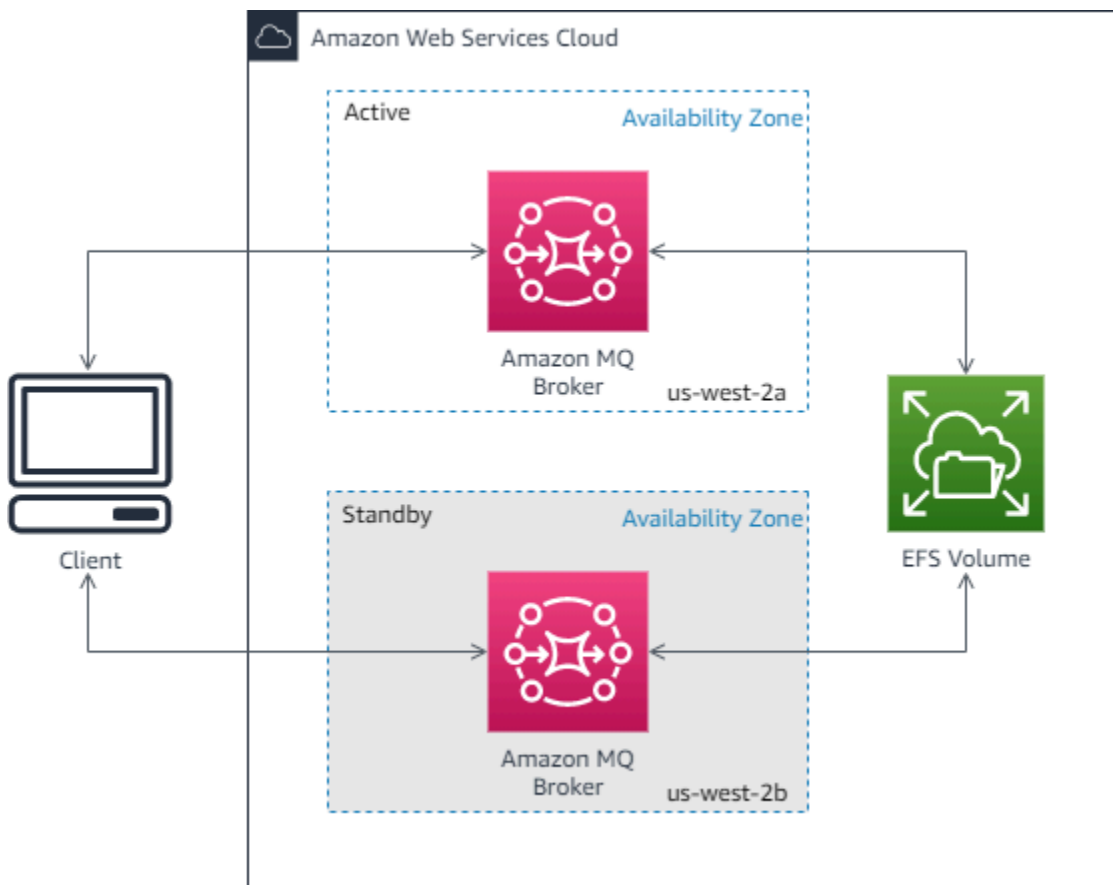 Amazon Web Services Cloud
Active
Availability Zone
Amazon MQ
Broker
us-west-2a
Client
EFS Volume
Standby
Availability Zone
Amazon MQ
Broker
us-west-2b